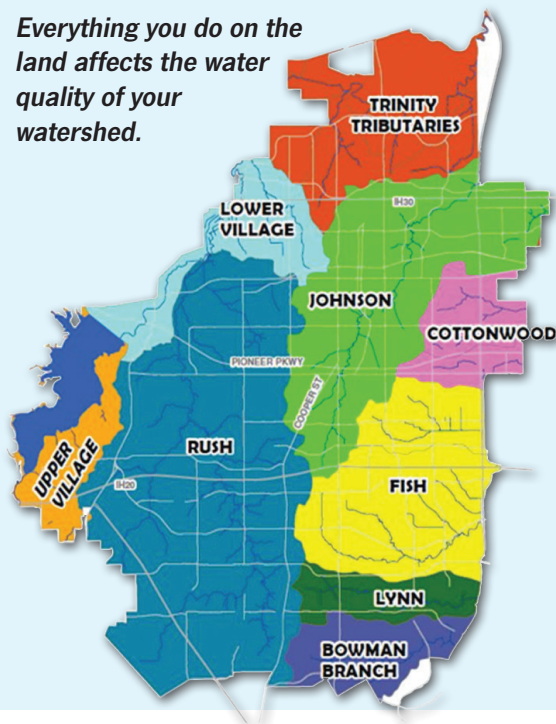 Everything you do on the
land affects the water
quality of your
watershed.
TRINITY
TRIBUTARIES
IH30
LOWER
VILLAGE
JOHNSON
COTTONWOOD
PIONEER PKWY
COOPER ST
RUSH
UPPER
VILLAGE
IH20
FISH
LYNN
BOWMAN
BRANCH